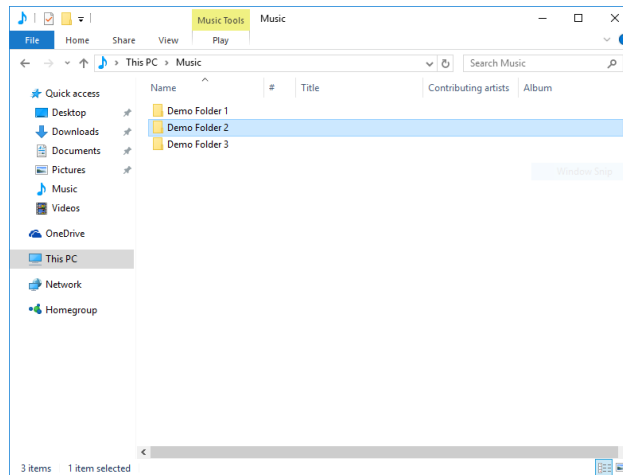 Music Tools Music
File Home Share View Play
This PC > Music
Search Music
Name # Title Contributing artists Album
Quick access
Desktop
Downloads
Documents
Pictures
Music
Videos
OneDrive
This PC
Network
Homegroup
Demo Folder 1
Demo Folder 2
Demo Folder 3
Window Snip
3 items 1 item selected